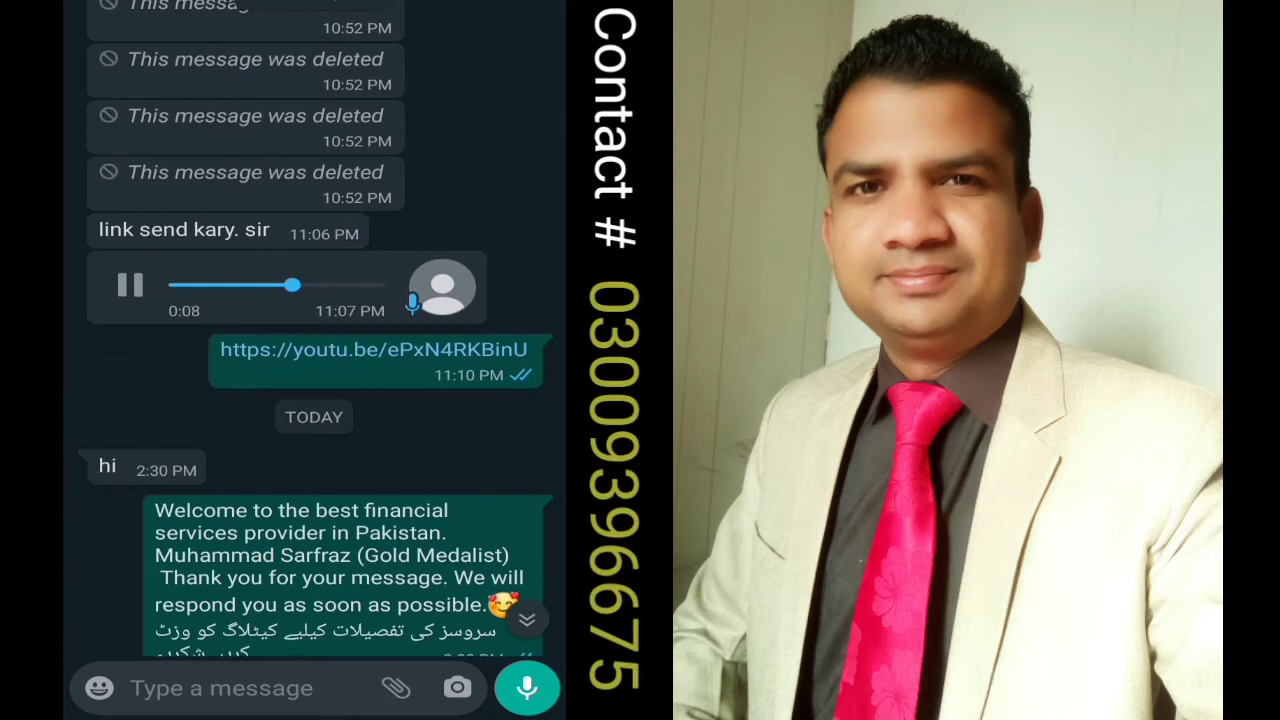 10:52 PM
This message was deleted
10:52 PM
This message was deleted
10:52 PM
This message was deleted
10:52 PM
link send kary. sir 11:06 PM
0:08 11:07 PM
https://youtu.be/ePxN4RKBinU
11:10 PM
TODAY
hi 2:30 PM
Welcome to the best financial
services provider in Pakistan.
Muhammad Sarfraz (Gold Medalist)
Thank you for your message. We will
respond you as soon as possible.
سروسز کی تفصیلات کیلیے کیٹلاگ کو وزٹ
Type a message
Contact # 03009396675